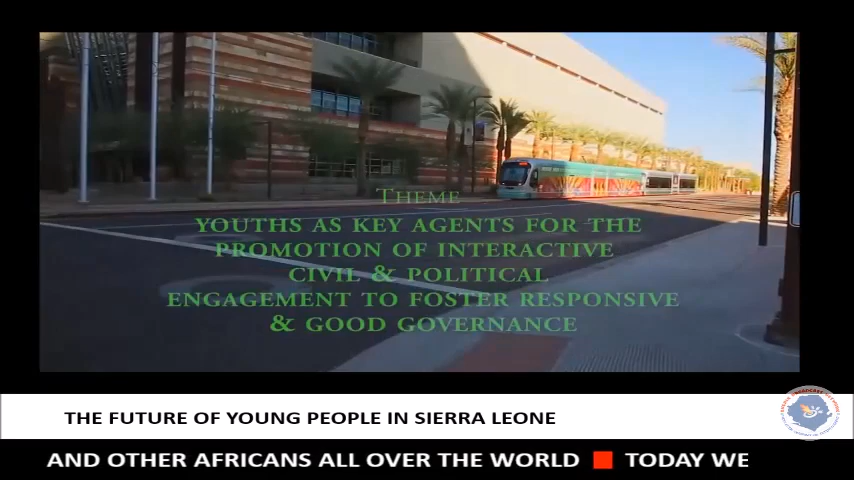 THEME
YOUTHS AS KEY AGENTS FOR THE
PROMOTION OF INTERACTIVE
CIVIL & POLITICAL
ENGAGEMENT TO FOSTER RESPONSIVE
& GOOD GOVERNANCE
THE FUTURE OF YOUNG PEOPLE IN SIERRA LEONE
AND OTHER AFRICANS ALL OVER THE WORLD TODAY WE